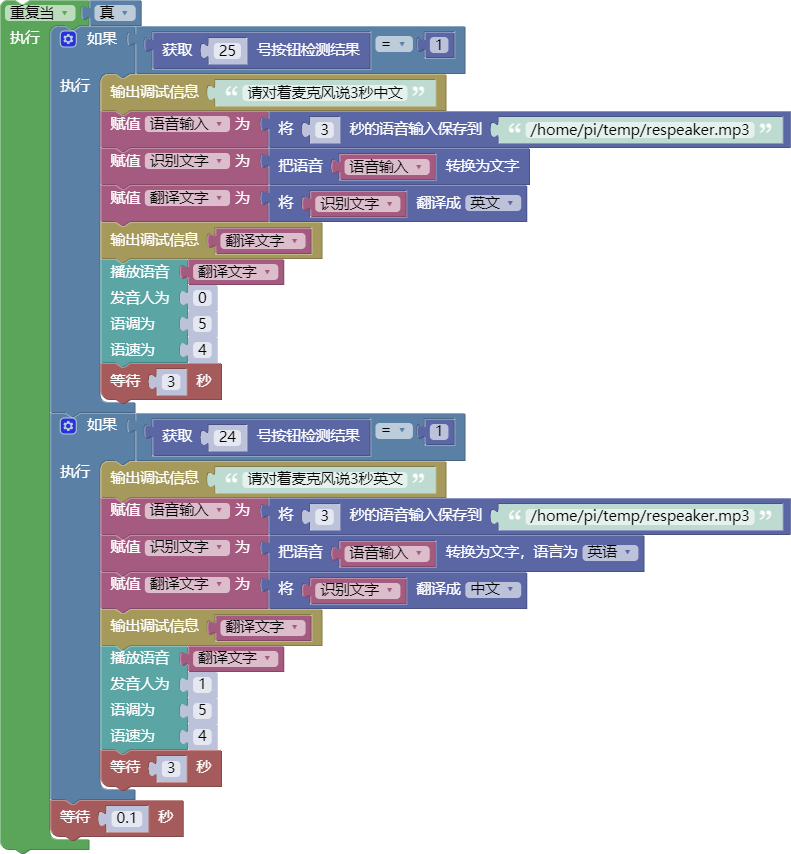 重复当 真
执行 如果 获取 25 号按钮检测结果 = 1
执行 输出调试信息 “ 请对着麦克风说3秒中文 ”
赋值 语音输入 为 将 3 秒的语音输入保存到 “ /home/pi/temp/respeaker.mp3 ”
赋值 识别文字 为 把语音 语音输入 转换为文字
赋值 翻译文字 为 将 识别文字 翻译成 英文
输出调试信息 翻译文字
播放语音 翻译文字
发音人为 0
语调为 5
语速为 4
等待 3 秒
如果 获取 24 号按钮检测结果 = 1
执行 输出调试信息 “ 请对着麦克风说3秒英文 ”
赋值 语音输入 为 将 3 秒的语音输入保存到 “ /home/pi/temp/respeaker.mp3 ”
赋值 识别文字 为 把语音 语音输入 转换为文字，语言为 英语
赋值 翻译文字 为 将 识别文字 翻译成 中文
输出调试信息 翻译文字
播放语音 翻译文字
发音人为 1
语调为 5
语速为 4
等待 3 秒
等待 0.1 秒